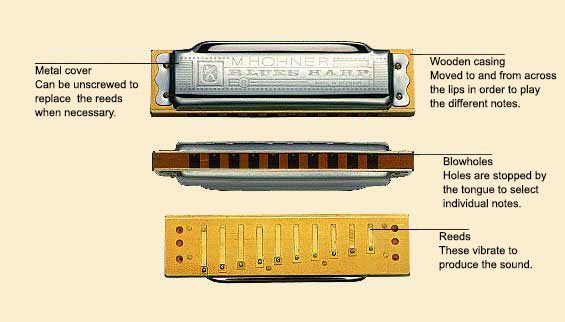 Metal cover
Can be unscrewed to
replace the reeds
when necessary.
M.HOHNER
BLUES HARP
Wooden casing
Moved to and from across
the lips in order to play
the different notes.
Blowholes
Holes are stopped by
the tongue to select
individual notes.
Reeds
These vibrate to
produce the sound.